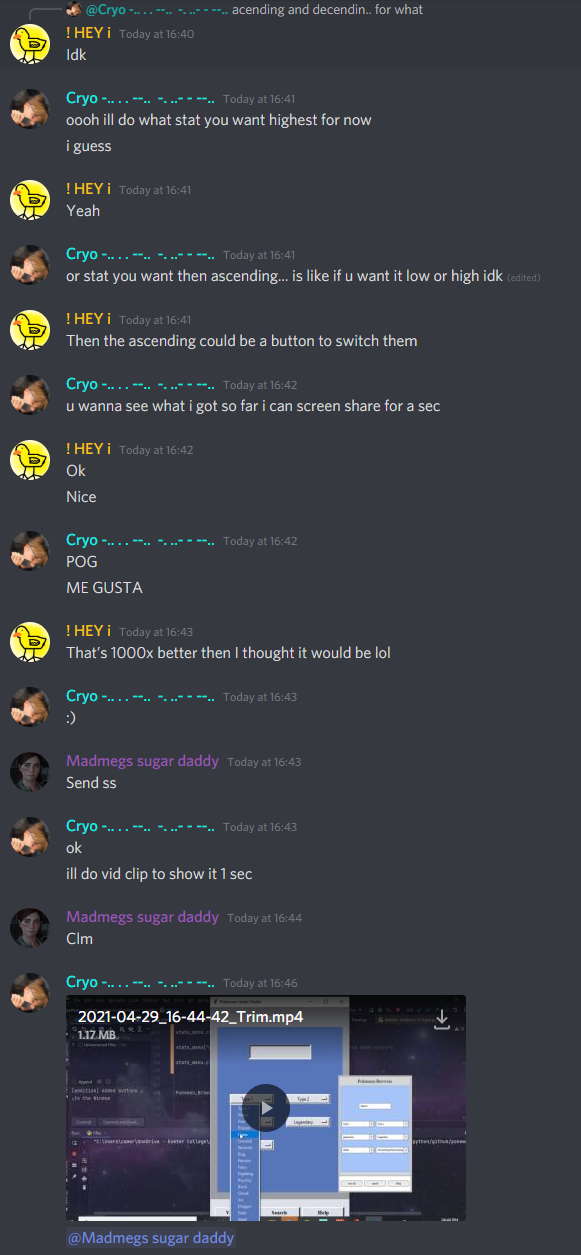 @Cryo -.. . . --.. -. ..- - --.. acending and decendin.. for what
! HEY i Today at 16:40
Idk
Cryo -.. . . --.. -. ..- - --.. Today at 16:41
oooh ill do what stat you want highest for now
i guess
! HEY i Today at 16:41
Yeah
Cryo -.. . . --.. -. ..- - --.. Today at 16:41
or stat you want then ascending... is like if u want it low or high idk (edited)
! HEY i Today at 16:41
Then the ascending could be a button to switch them
Cryo -.. . . --.. -. ..- - --.. Today at 16:42
u wanna see what i got so far i can screen share for a sec
! HEY i Today at 16:42
Ok
Nice
Cryo -.. . . --.. -. ..- - --.. Today at 16:42
POG
ME GUSTA
! HEY i Today at 16:43
That's 1000x better then I thought it would be lol
Cryo -.. . . --.. -. ..- - --.. Today at 16:43
:)
Madmegs sugar daddy Today at 16:43
Send ss
Cryo -.. . . --.. -. ..- - --.. Today at 16:43
ok
ill do vid clip to show it 1 sec
Madmegs sugar daddy Today at 16:44
Clm
Cryo -.. . . --.. -. ..- - --.. Today at 16:46
2021-04-29_16-44-42_Trim.mp4
1.17 MB
Type 2
Legendary
Search
Help
Pokemon Browser
@Madmegs sugar daddy